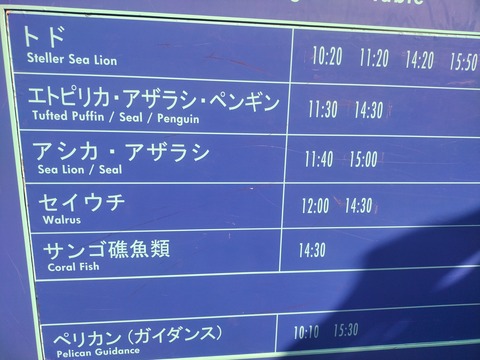 トド 10:20 11:20 14:20 15:50
Steller Sea Lion
エトピリカ・アザラシ・ペンギン 11:30 14:30
Tufted Puffin / Seal / Penguin
アシカ・アザラシ 11:40 15:00
Sea Lion / Seal
セイウチ 12:00 14:30
Walrus
サンゴ礁魚類 14:30
Coral Fish
ペリカン(ガイダンス) 10:10 15:30
Pelican Guidance